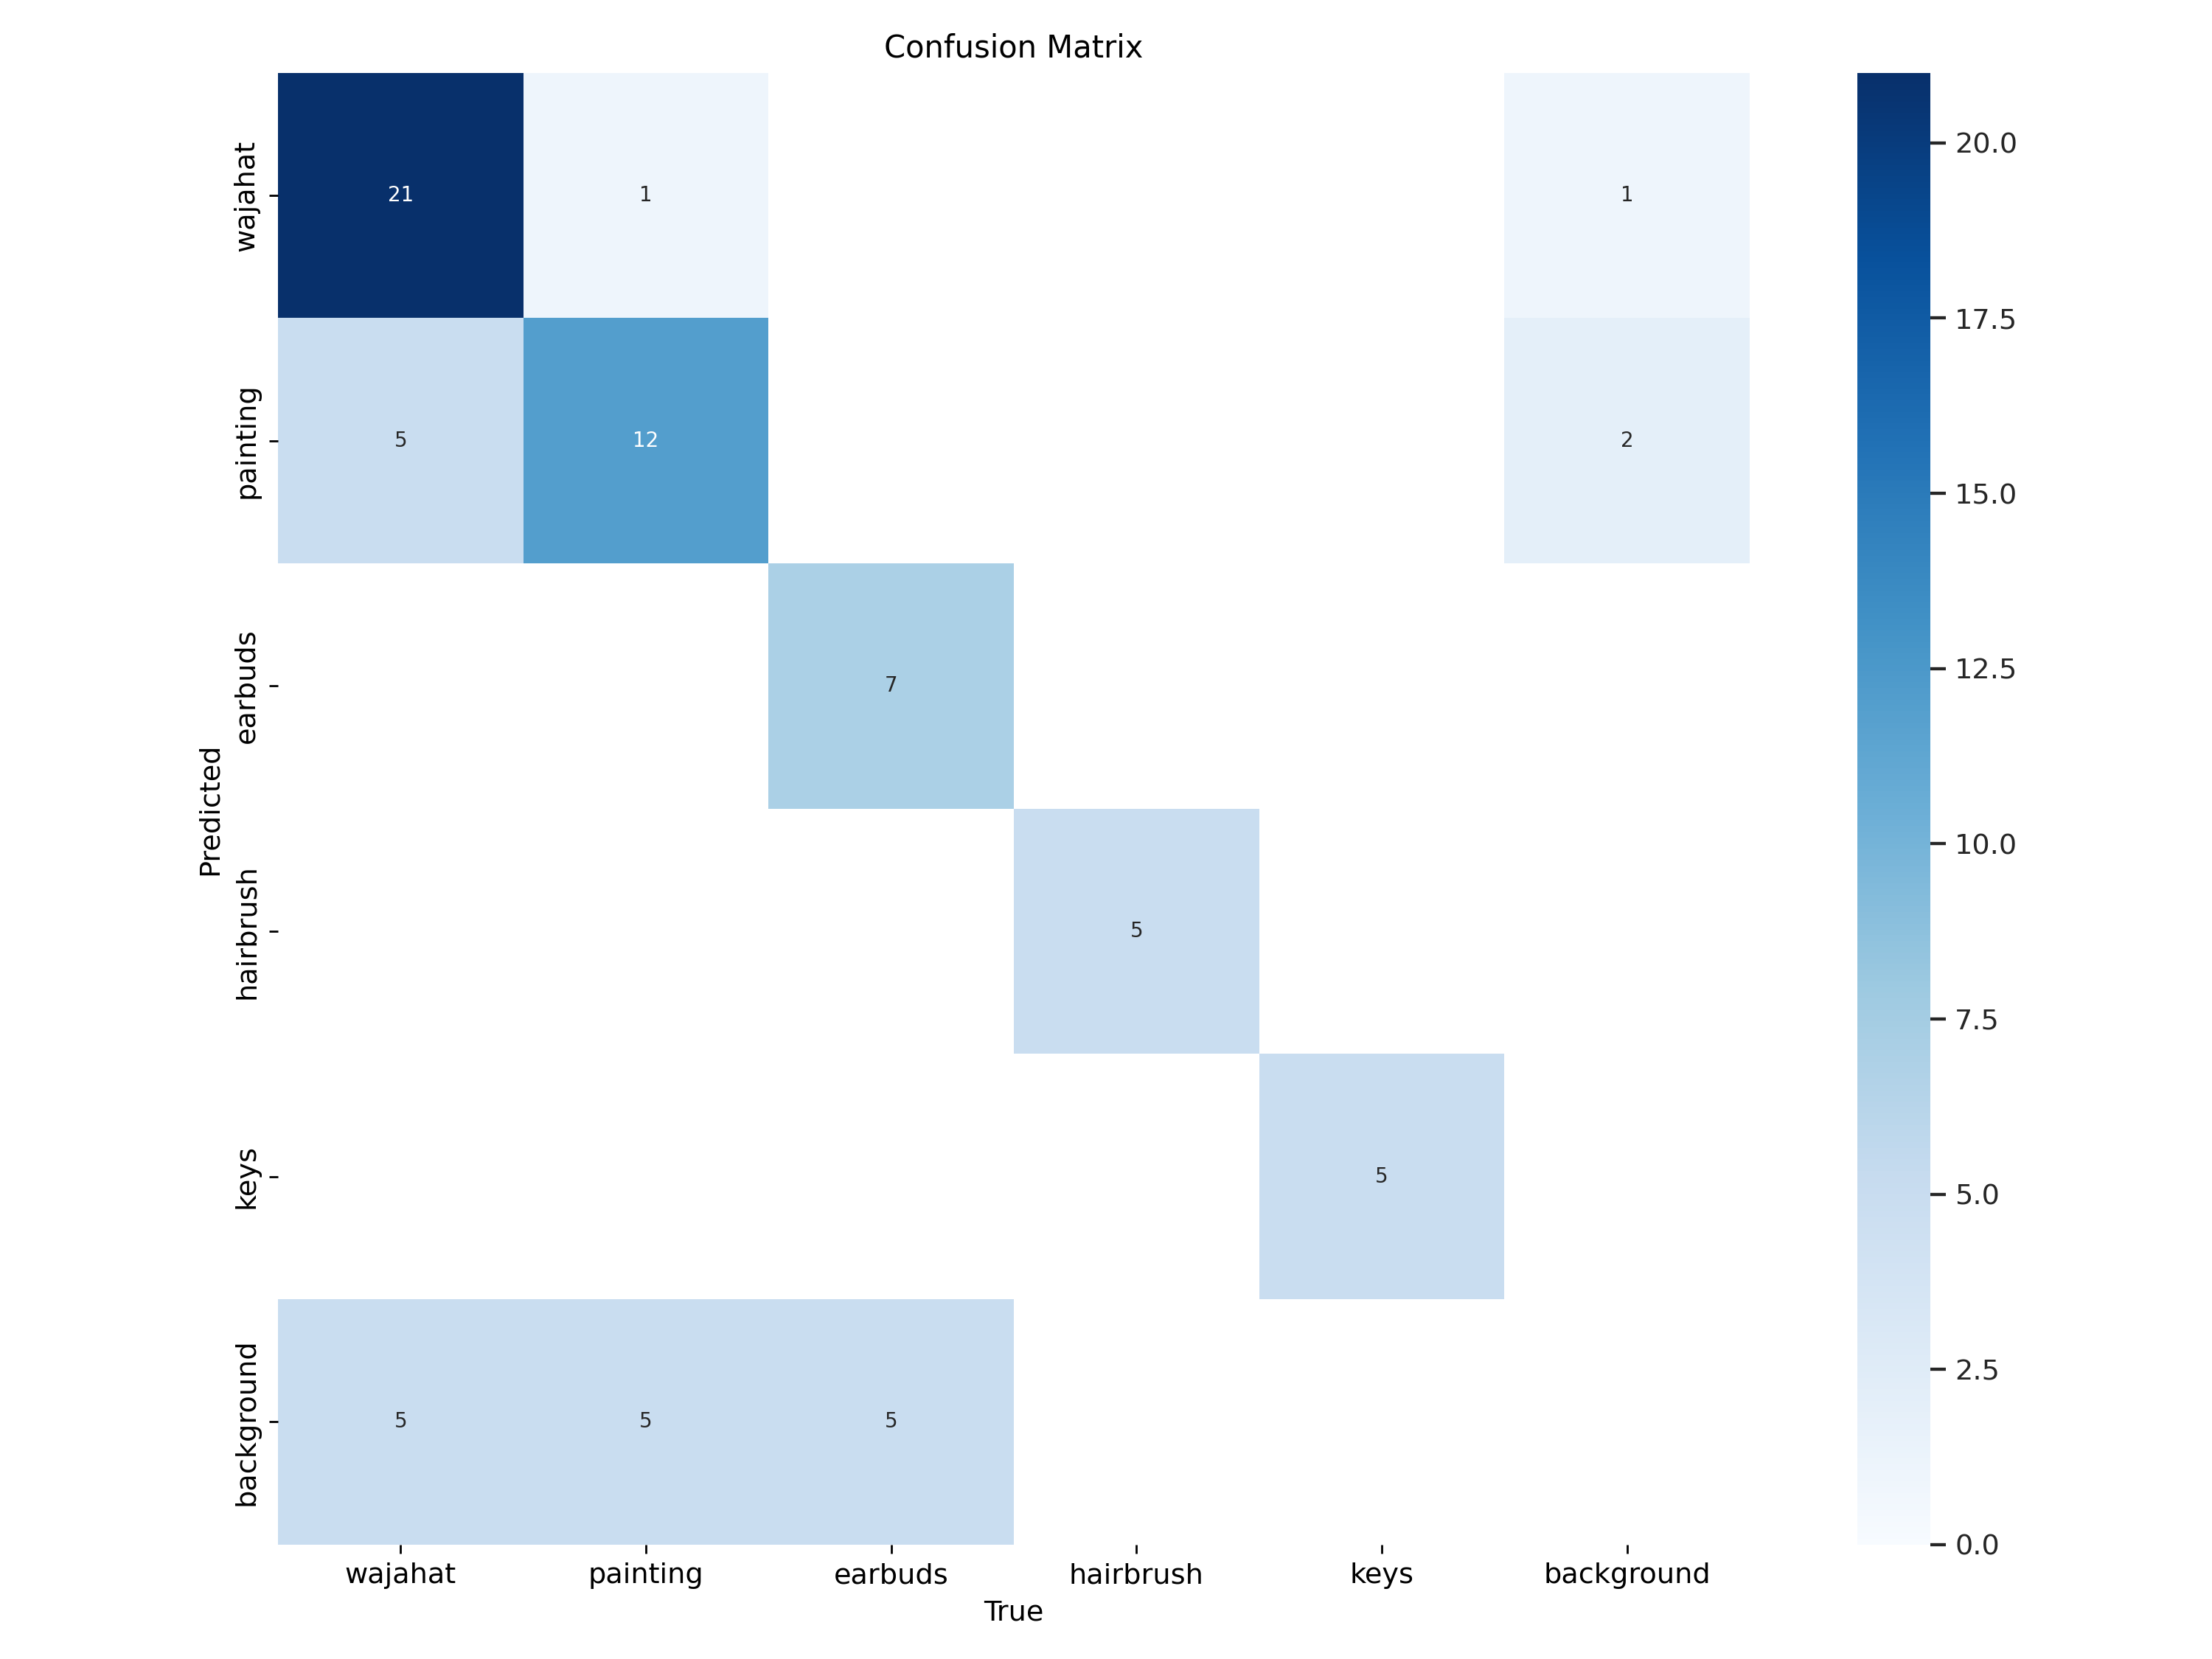 Confusion Matrix
wajahat
21
1
1
20.0
17.5
painting
5
12
2
15.0
12.5
earbuds
7
10.0
Predicted
hairbrush
5
7.5
keys
5
5.0
background
5
5
5
2.5
0.0
wajahat painting earbuds hairbrush keys background
True